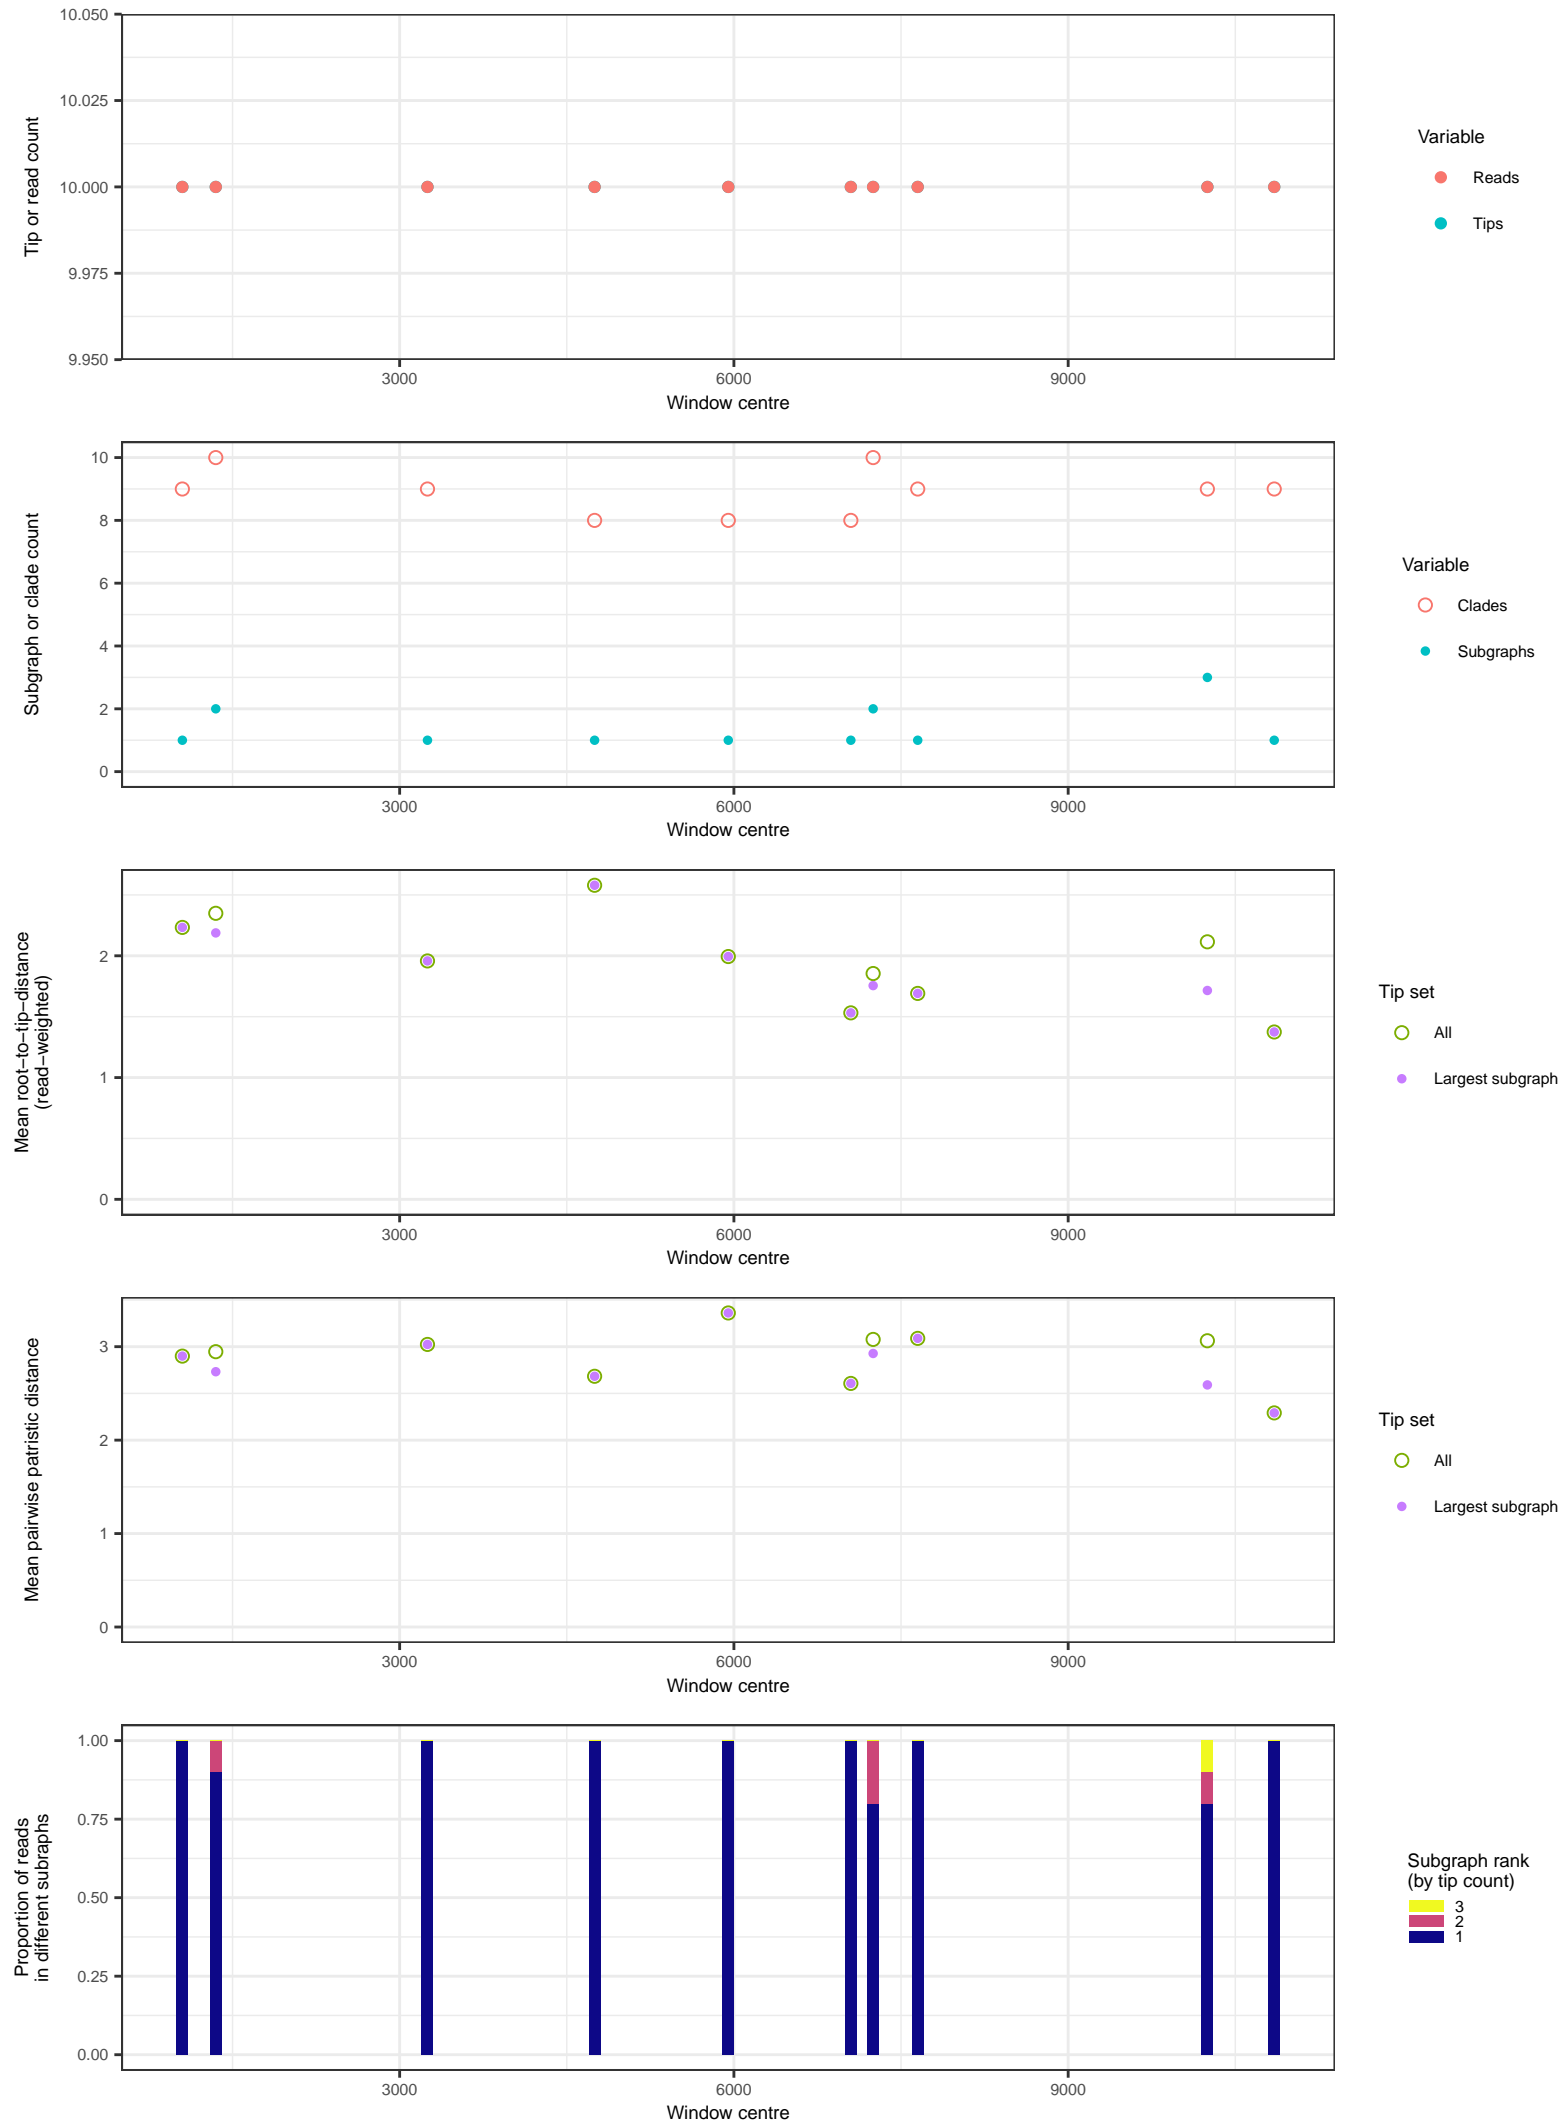 10.050
10.025
10.000
9.975
9.950
Tip or read count
3000 6000 9000
Window centre
Variable
Reads
Tips
10
8
6
4
2
0
Subgraph or clade count
3000 6000 9000
Window centre
Variable
Clades
Subgraphs
2
1
0
Mean root−to−tip−distance
(read−weighted)
3000 6000 9000
Window centre
Tip set
All
Largest subgraph
3
2
1
0
Mean pairwise patristic distance
3000 6000 9000
Window centre
Tip set
All
Largest subgraph
1.00
0.75
0.50
0.25
0.00
Proportion of reads
in different subraphs
3000 6000 9000
Window centre
Subgraph rank
(by tip count)
3
2
1